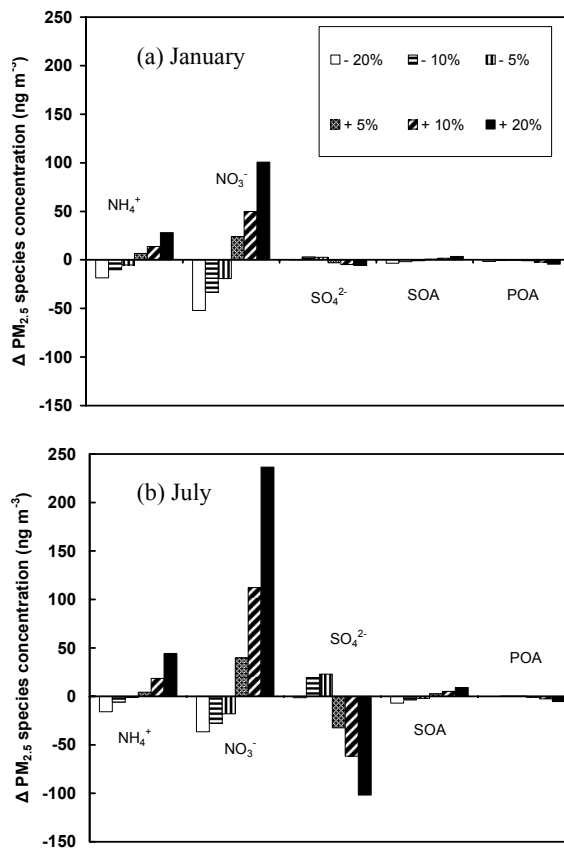 250
200
150
100
50
0
-50
-100
-150
Δ PM₂.₅ species concentration (ng m⁻³)
(a) January
- 20% - 10% - 5%
+ 5% + 10% + 20%
NO₃⁻
NH₄⁺
SO₄²⁻ SOA POA
250
200
150
100
50
0
-50
-100
-150
Δ PM₂.₅ species concentration (ng m⁻³)
(b) July
SO₄²⁻
POA
NH₄⁺ NO₃⁻ SOA